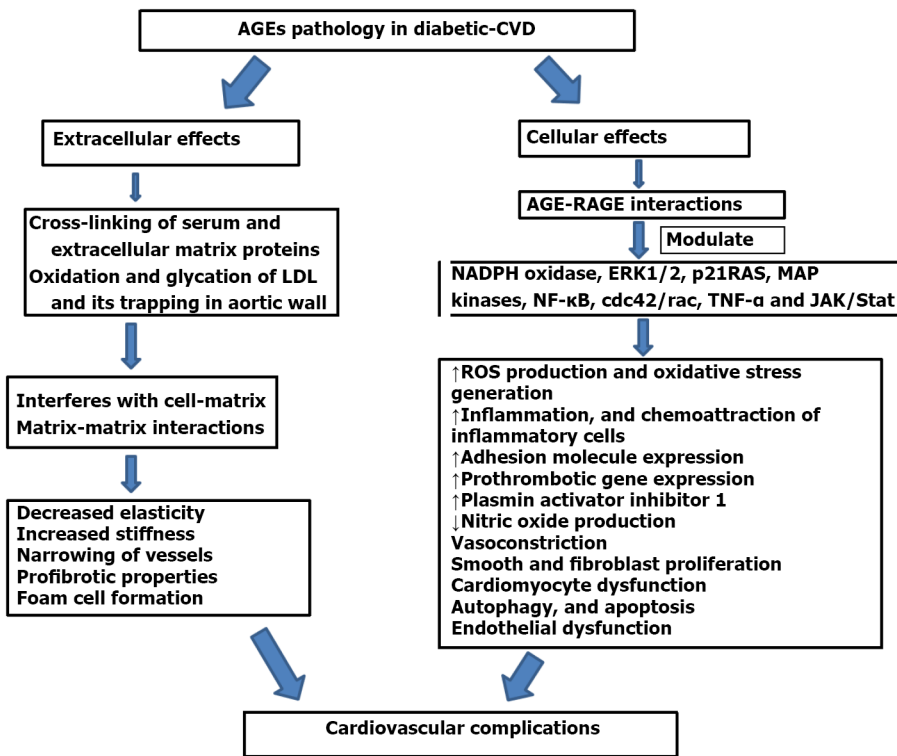 AGEs pathology in diabetic-CVD
Extracellular effects
Cross-linking of serum and
extracellular matrix proteins
Oxidation and glycation of LDL
and its trapping in aortic wall
Interferes with cell-matrix
Matrix-matrix interactions
Decreased elasticity
Increased stiffness
Narrowing of vessels
Profibrotic properties
Foam cell formation
Cellular effects
AGE-RAGE interactions
Modulate
NADPH oxidase, ERK1/2, p21RAS, MAP
kinases, NF-κB, cdc42/rac, TNF-α and JAK/Stat
↑ROS production and oxidative stress
generation
↑Inflammation, and chemoattraction of
inflammatory cells
↑Adhesion molecule expression
↑Prothrombotic gene expression
↑Plasmin activator inhibitor 1
↓Nitric oxide production
Vasoconstriction
Smooth and fibroblast proliferation
Cardiomyocyte dysfunction
Autophagy, and apoptosis
Endothelial dysfunction
Cardiovascular complications